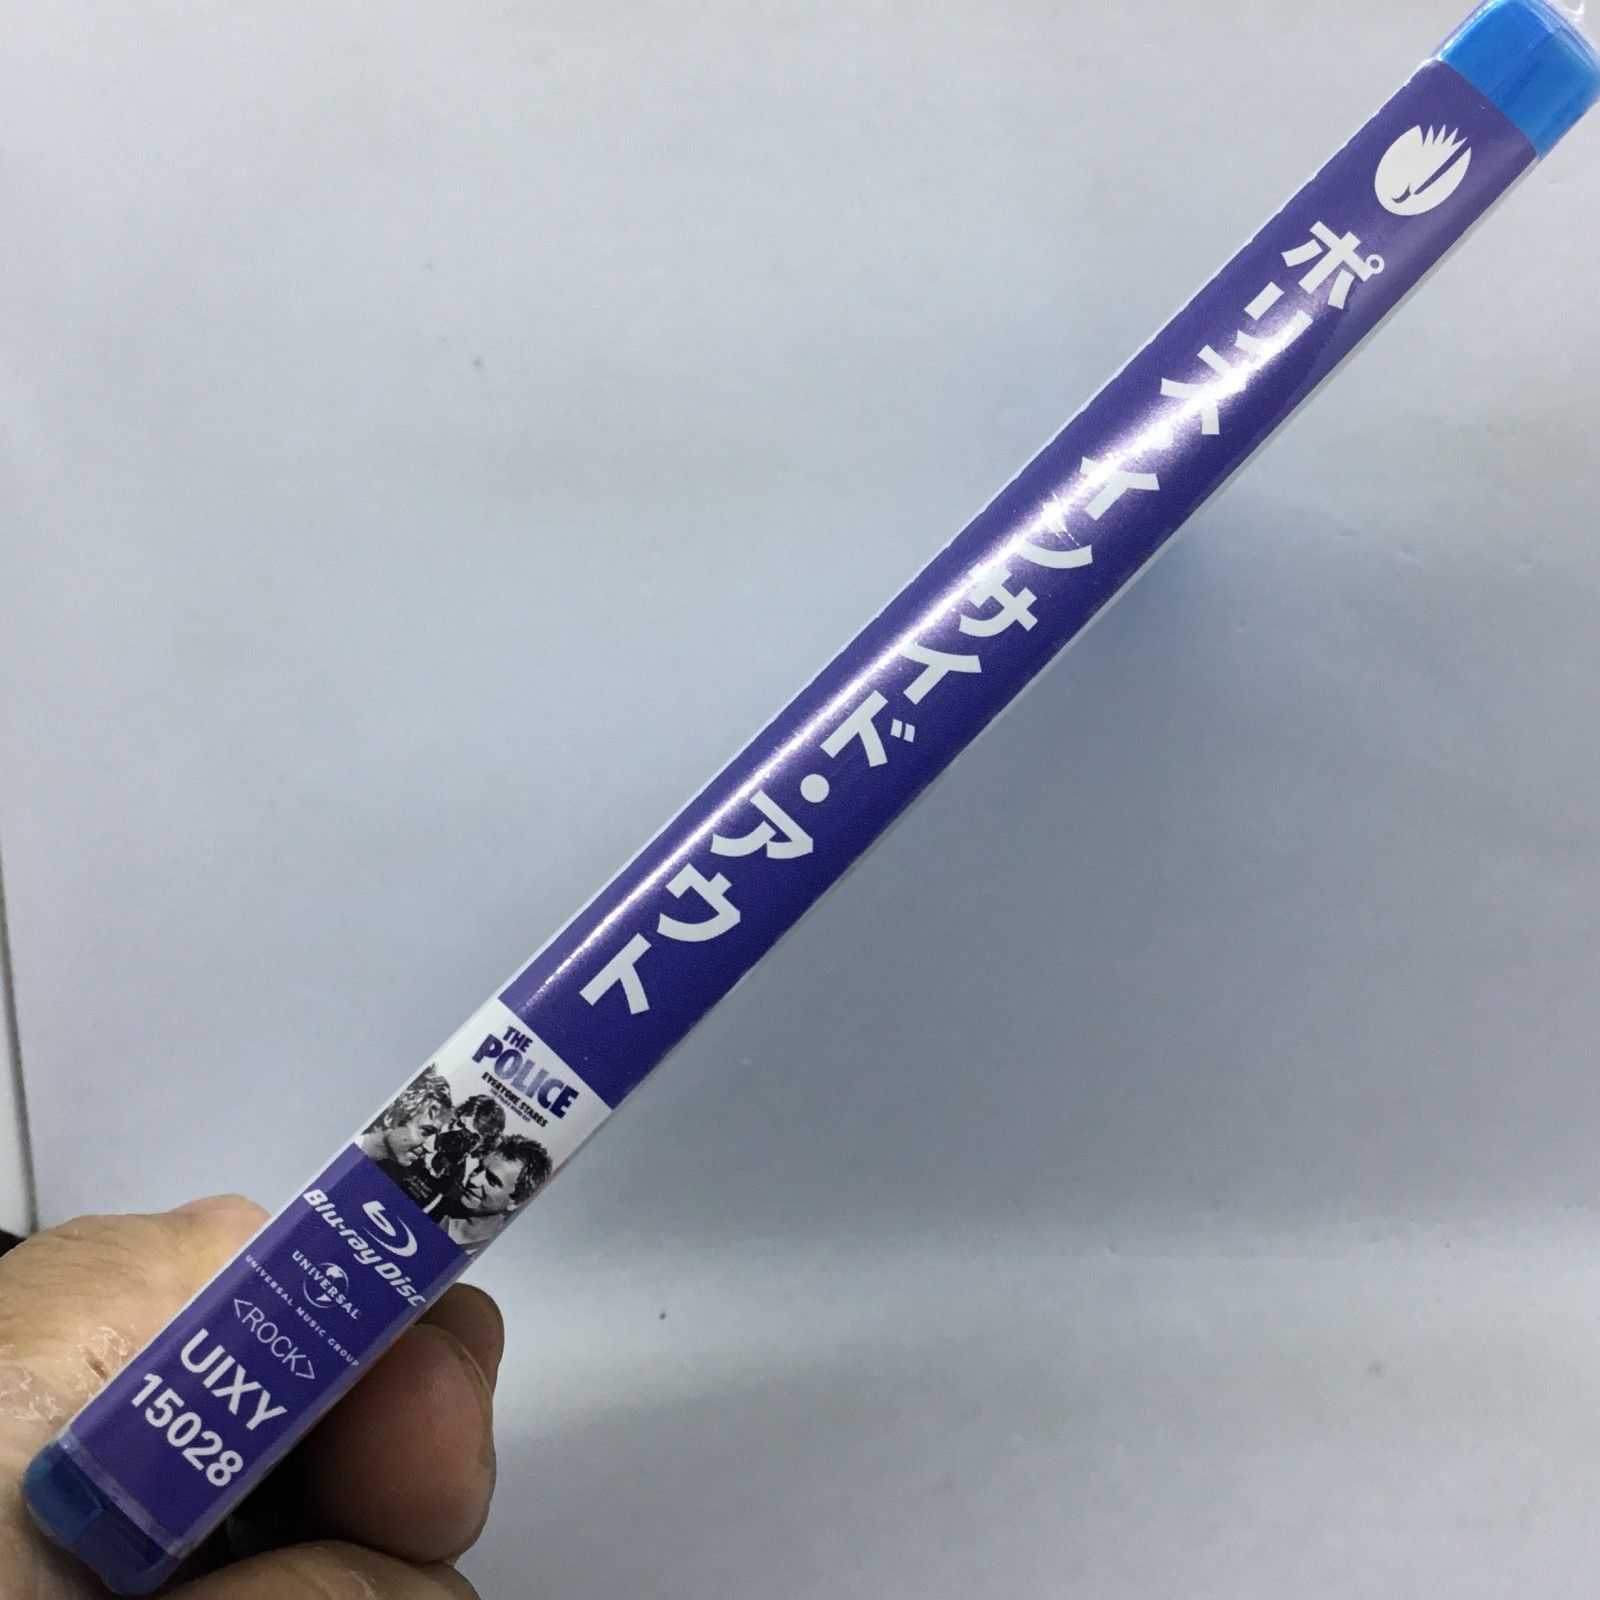 ポリス インサイド・アウト
THE
POLICE
EVERYONE STARES
Blu-ray Disc
UNIVERSAL
UNIVERSAL MUSIC GROUP
<ROCK>
UIXY
15028